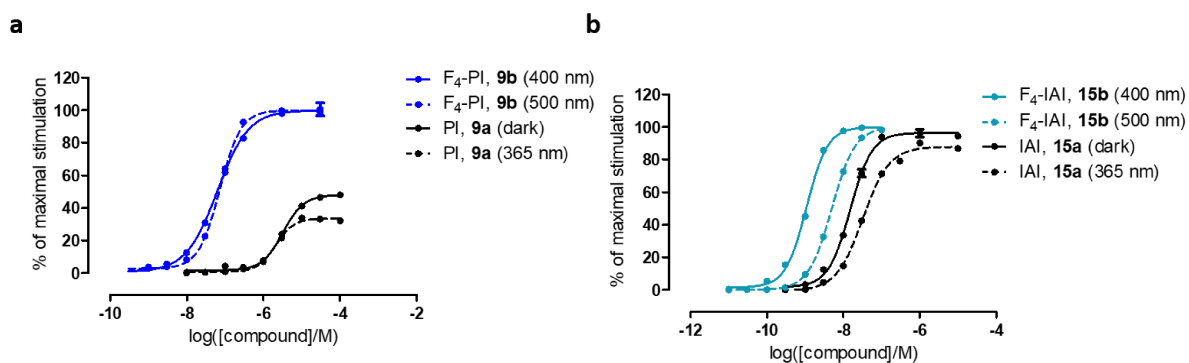 a
% of maximal stimulation
120
100
80
60
40
20
0
-10
-8
-6
-4
-2
log([compound]/M)
F₄-PI, 9b (400 nm)
F₄-PI, 9b (500 nm)
PI, 9a (dark)
PI, 9a (365 nm)
b
% of maximal stimulation
120
100
80
60
40
20
0
-12
-10
-8
-6
-4
log([compound]/M)
F₄-IAI, 15b (400 nm)
F₄-IAI, 15b (500 nm)
IAI, 15a (dark)
IAI, 15a (365 nm)